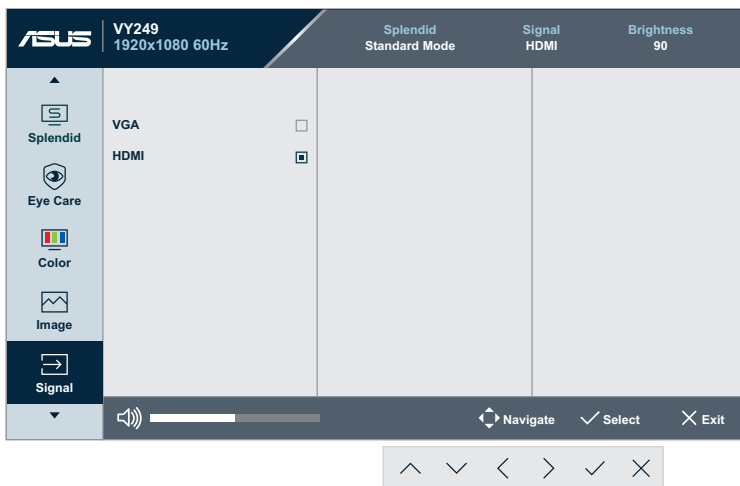 ASUS
VY249
1920x1080 60Hz
Splendid
Standard Mode
Signal
HDMI
Brightness
90
Splendid
Eye Care
Color
Image
Signal
VGA
HDMI
Navigate
Select
Exit